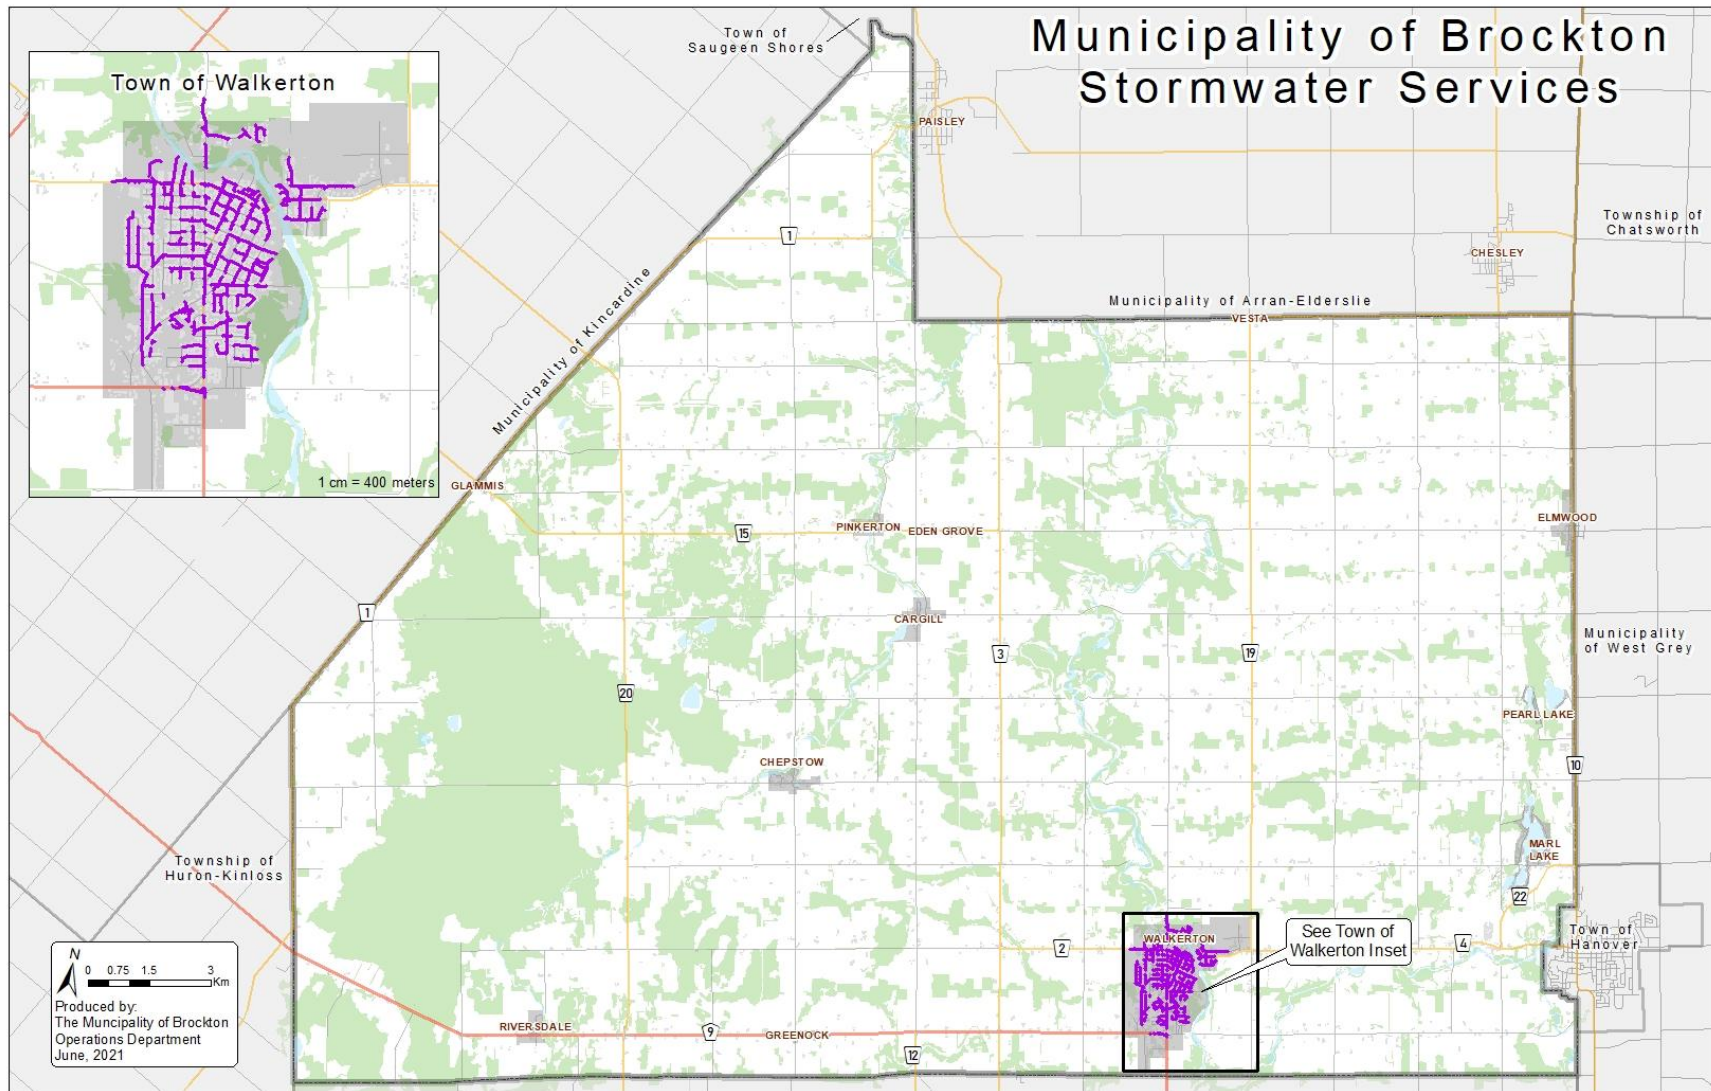 Municipality of Brockton
Stormwater Services
Town of
Saugeen Shores
Town of Walkerton
1 cm = 400 meters
PAISLEY
Township of
Chatsworth
CHESLEY
1
Municipality of Arran-Elderslie
VESTA
Municipality of Kincardine
GLAMMIS
15
PINKERTON
EDEN GROVE
ELMWOOD
1
CARGILL
3
19
Municipality
of West Grey
20
PEARL LAKE
CHEPSTOW
10
MARL
LAKE
Township of
Huron-Kinloss
22
See Town of
Walkerton Inset
Town of
Hanover
WALKERTON
2
4
N
0 0.75 1.5 3
Km
Produced by:
The Muncipality of Brockton
Operations Department
June, 2021
RIVERSDALE
9
GREENOCK
12